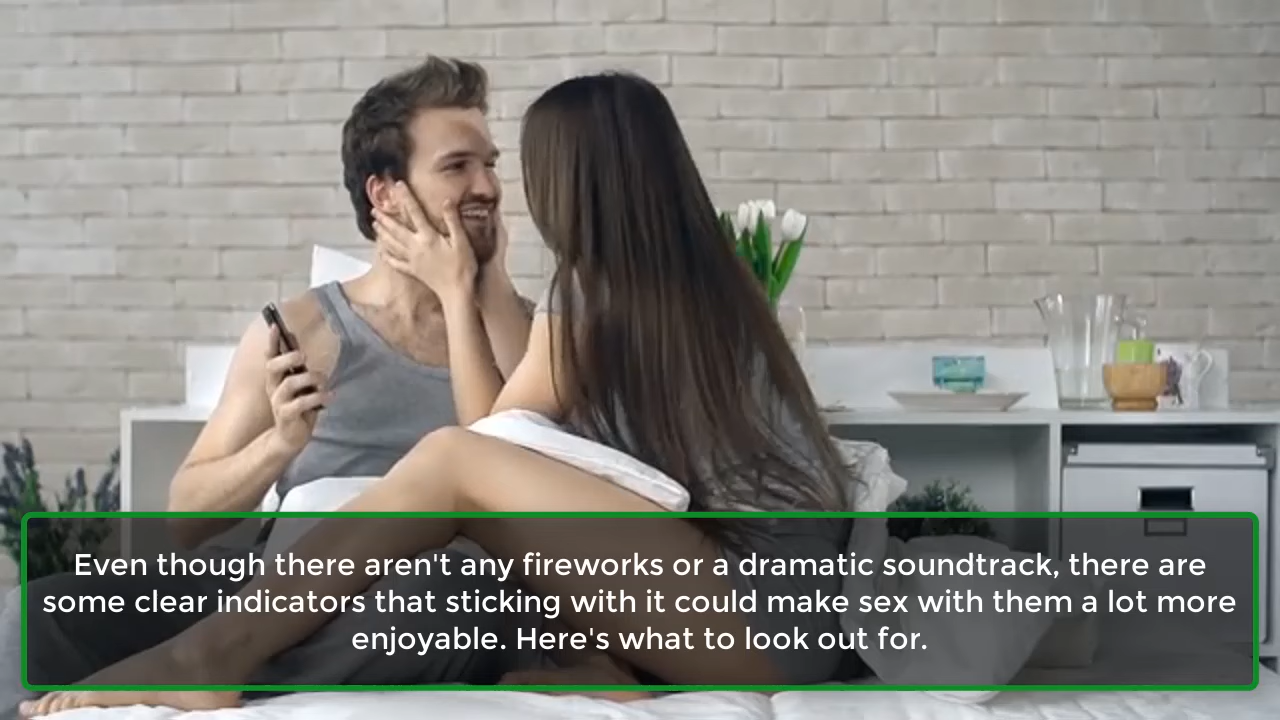 Even though there aren't any fireworks or a dramatic soundtrack, there are
some clear indicators that sticking with it could make sex with them a lot more
enjoyable. Here's what to look out for.